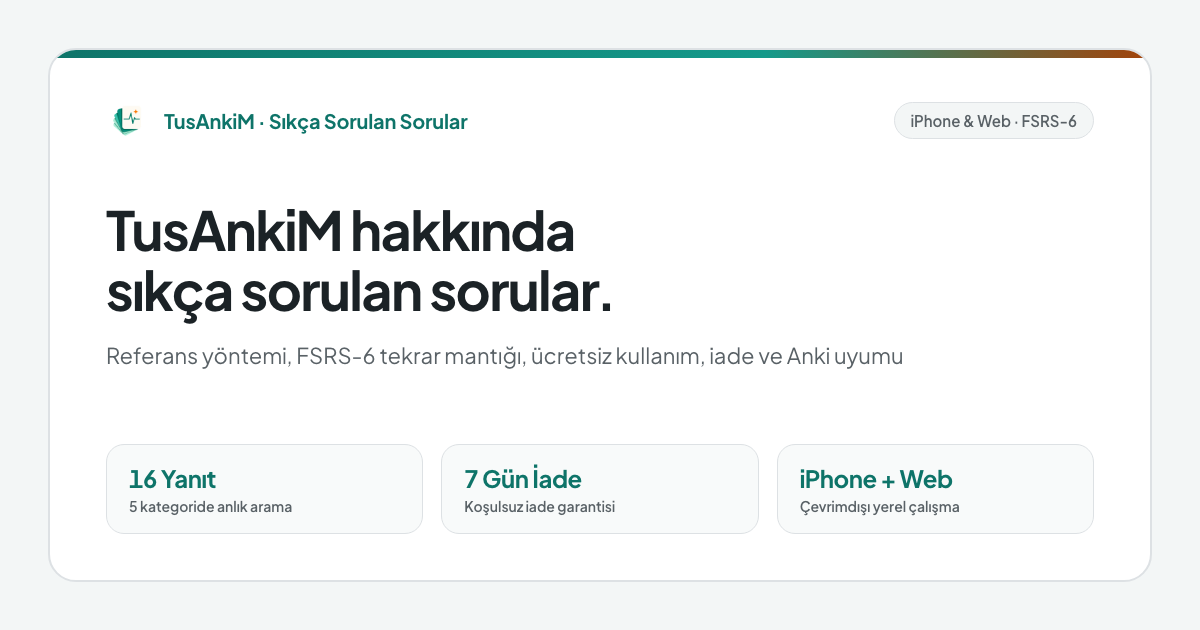 TusAnkiM · Sıkça Sorulan Sorular
iPhone & Web · FSRS-6
TusAnkiM hakkında
sıkça sorulan sorular.
Referans yöntemi, FSRS-6 tekrar mantığı, ücretsiz kullanım, iade ve Anki uyumu
16 Yanıt
5 kategoride anlık arama
7 Gün İade
Koşulsuz iade garantisi
iPhone + Web
Çevrimdışı yerel çalışma